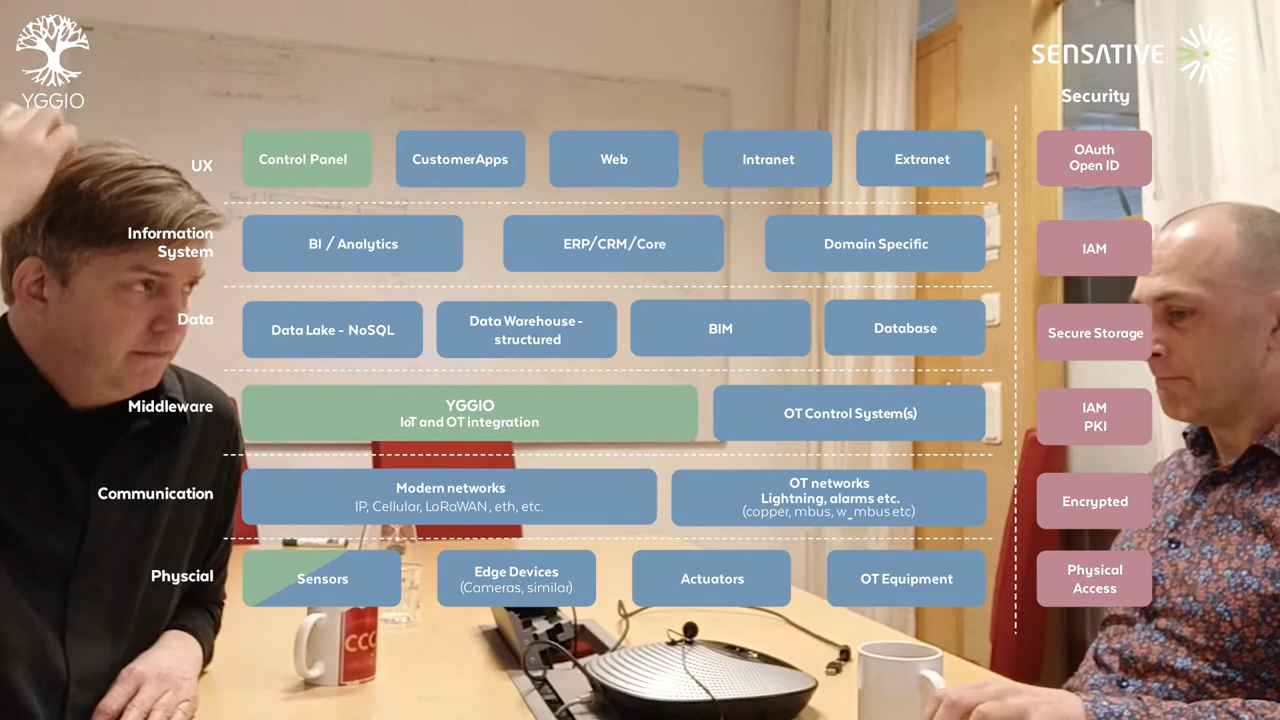 YGGIO
SENSATIVE
Security
UX
Control Panel
CustomerApps
Web
Intranet
Extranet
OAuth
Open ID
Information
System
BI / Analytics
ERP/CRM/Core
Domain Specific
IAM
Data
Data Lake - NoSQL
Data Warehouse -
structured
BIM
Database
Secure Storage
Middleware
YGGIO
IoT and OT integration
OT Control System(s)
IAM
PKI
Communication
Modern networks
IP, Cellular, LoRaWAN, eth, etc.
OT networks
Lightning, alarms etc.
(copper, mbus, w_mbus etc)
Encrypted
Physcial
Sensors
Edge Devices
(Cameras, similar)
Actuators
OT Equipment
Physical
Access
CCC